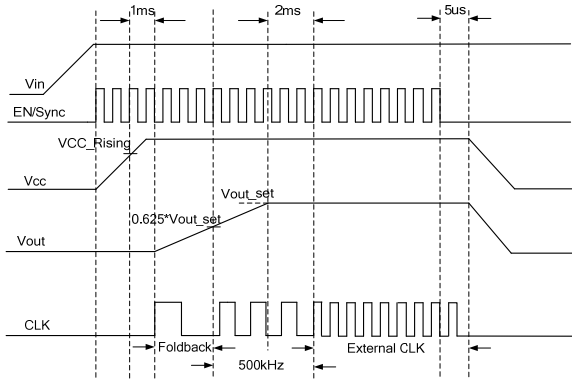 1ms
2ms
5us
Vin
EN/Sync
VCC_Rising
Vcc
Vout_set
0.625*Vout_set
Vout
CLK
Foldback
External CLK
500kHz